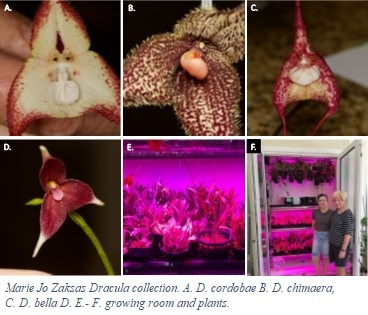 A.
B.
C.
D.
E.
F.
Marie Jo Zaksas Dracula collection. A. D. cordobae B. D. chimaera,
C. D. bella D. E.- F. growing room and plants.